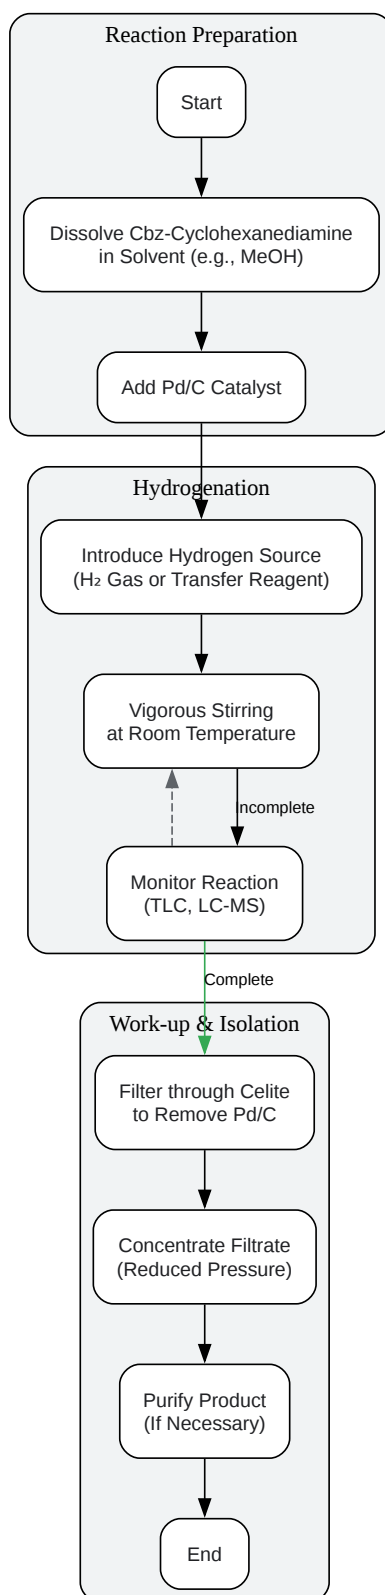 Reaction Preparation
Start
Dissolve Cbz-Cyclohexanediamine
in Solvent (e.g., MeOH)
Add Pd/C Catalyst
Hydrogenation
Introduce Hydrogen Source
(H₂ Gas or Transfer Reagent)
Vigorous Stirring
at Room Temperature
Incomplete
Monitor Reaction
(TLC, LC-MS)
Complete
Work-up & Isolation
Filter through Celite
to Remove Pd/C
Concentrate Filtrate
(Reduced Pressure)
Purify Product
(If Necessary)
End